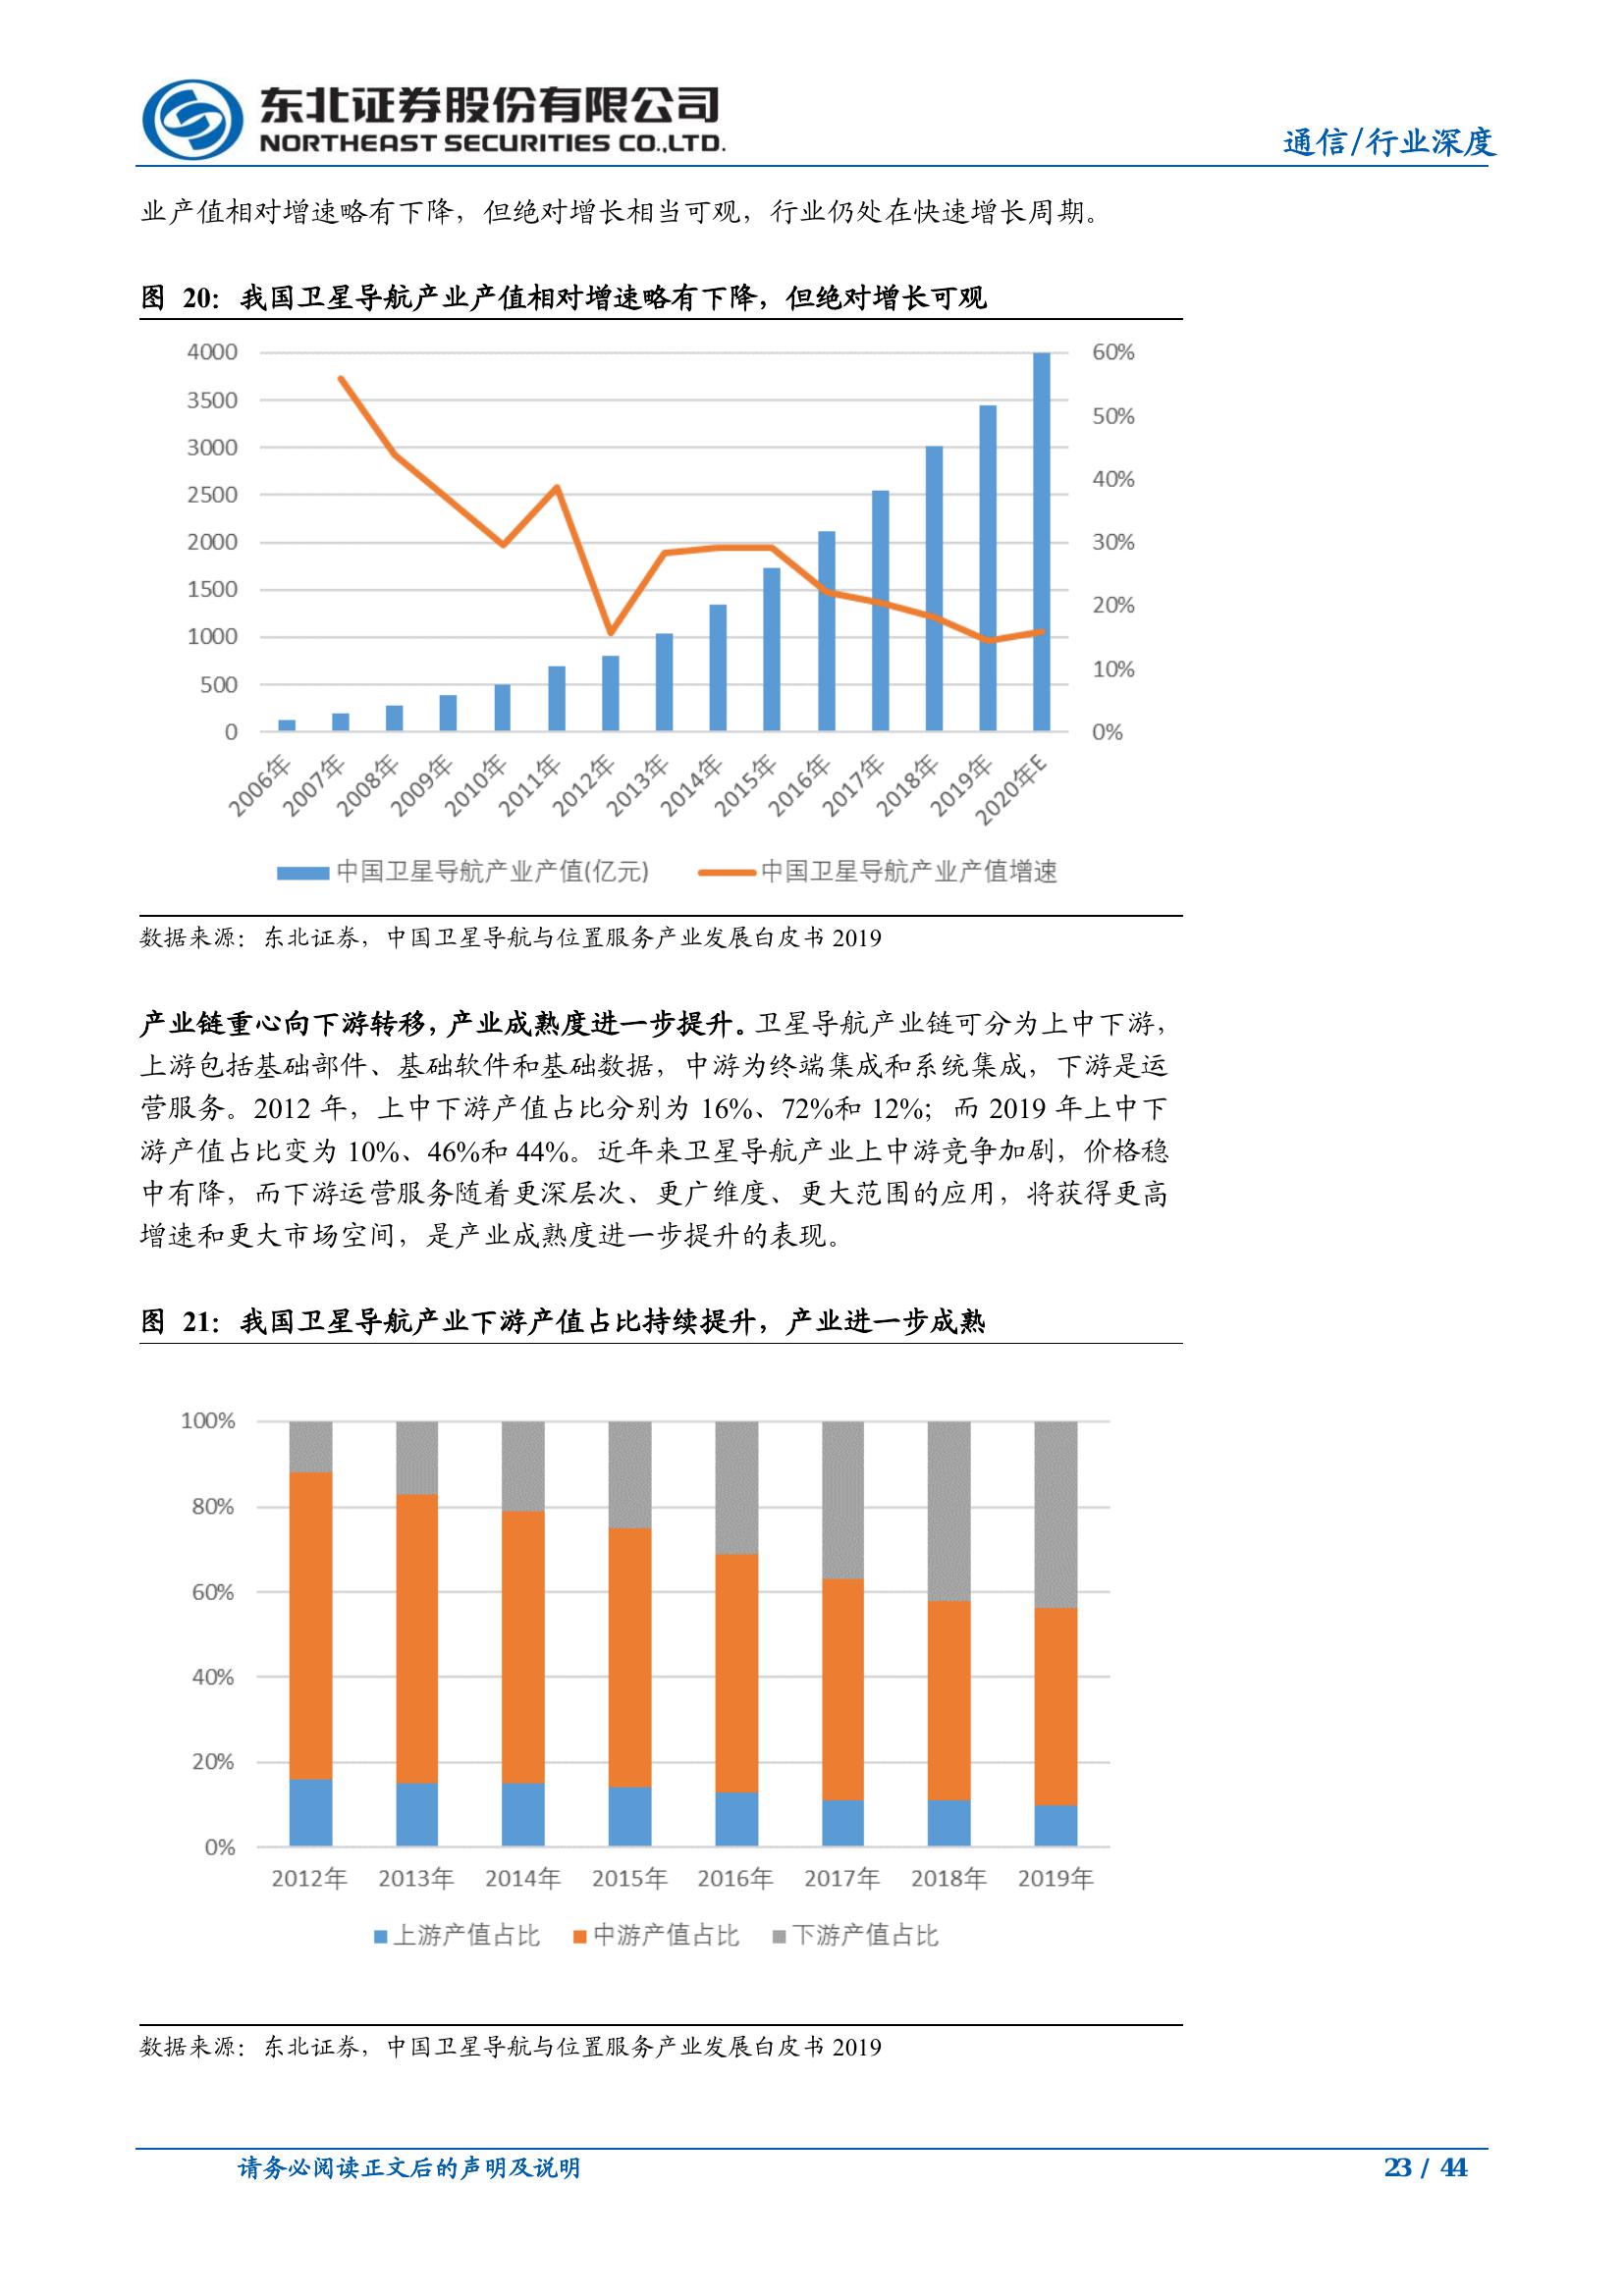 东北证券股份有限公司
NORTHEAST SECURITIES CO.,LTD.
通信/行业深度
业产值相对增速略有下降，但绝对增长相当可观，行业仍处在快速增长周期。
图 20：我国卫星导航产业产值相对增速略有下降，但绝对增长可观
4000
3500
3000
2500
2000
1500
1000
500
0
60%
50%
40%
30%
20%
10%
0%
2006年 2007年 2008年 2009年 2010年 2011年 2012年 2013年 2014年 2015年 2016年 2017年 2018年 2019年 2020年E
中国卫星导航产业产值(亿元) 中国卫星导航产业产值增速
数据来源：东北证券，中国卫星导航与位置服务产业发展白皮书 2019
产业链重心向下游转移，产业成熟度进一步提升。卫星导航产业链可分为上中下游，
上游包括基础部件、基础软件和基础数据，中游为终端集成和系统集成，下游是运
营服务。2012 年，上中下游产值占比分别为 16%、72%和 12%；而 2019 年上中下
游产值占比变为 10%、46%和 44%。近年来卫星导航产业上中游竞争加剧，价格稳
中有降，而下游运营服务随着更深层次、更广维度、更大范围的应用，将获得更高
增速和更大市场空间，是产业成熟度进一步提升的表现。
图 21：我国卫星导航产业下游产值占比持续提升，产业进一步成熟
100%
80%
60%
40%
20%
0%
2012年 2013年 2014年 2015年 2016年 2017年 2018年 2019年
上游产值占比 中游产值占比 下游产值占比
数据来源：东北证券，中国卫星导航与位置服务产业发展白皮书 2019
请务必阅读正文后的声明及说明
23 / 44